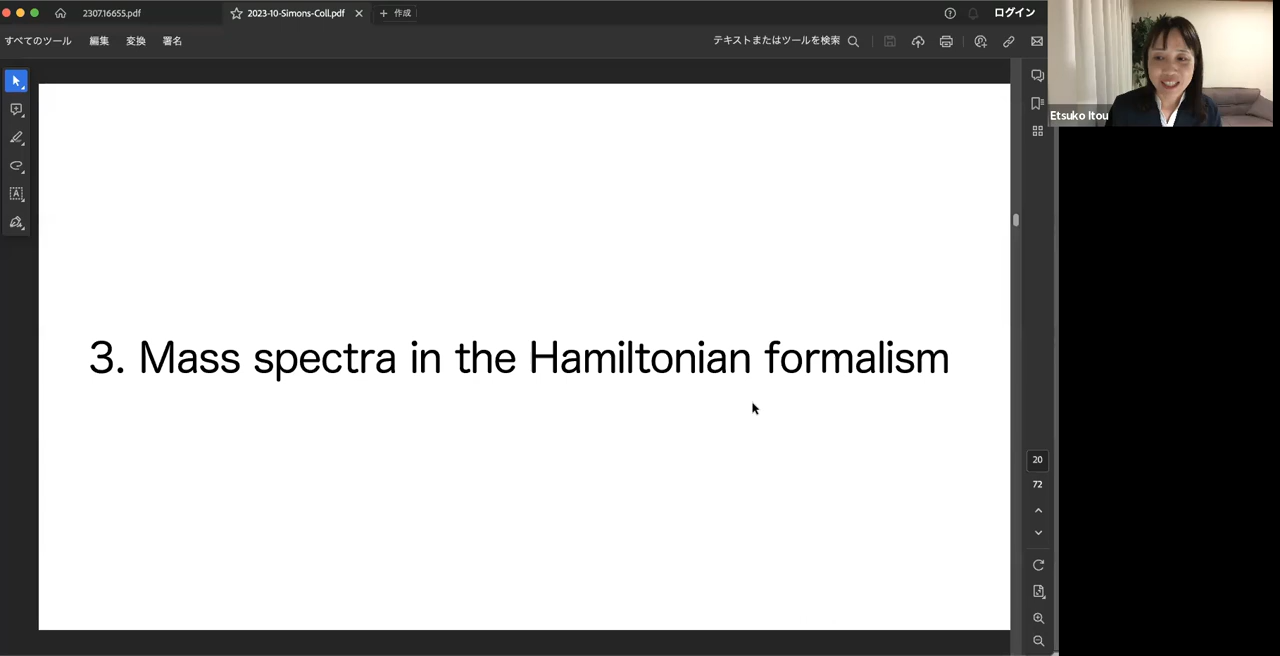 2307.16655.pdf
2023-10-Simons-Coll.pdf
作成
ログイン
すべてのツール 編集 変換 署名
テキストまたはツールを検索
Etsuko Itou
3. Mass spectra in the Hamiltonian formalism
20
72